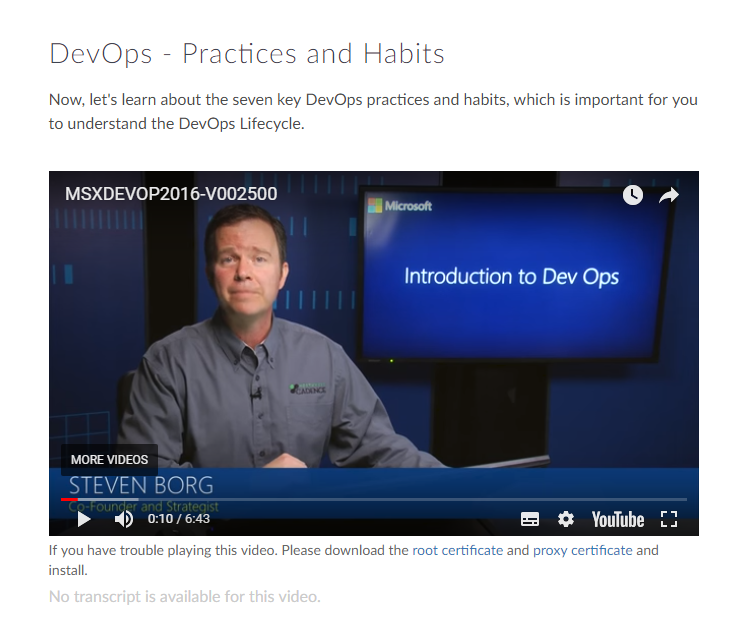 DevOps - Practices and Habits
Now, let's learn about the seven key DevOps practices and habits, which is important for you
to understand the DevOps Lifecycle.
MSXDEVOP2016-V002500
Microsoft
Introduction to Dev Ops
CADENCE
MORE VIDEOS
STEVEN BORG
Co-Founder and Strategist
0:10 / 6:43
YouTube
If you have trouble playing this video. Please download the root certificate and proxy certificate and
install.
No transcript is available for this video.